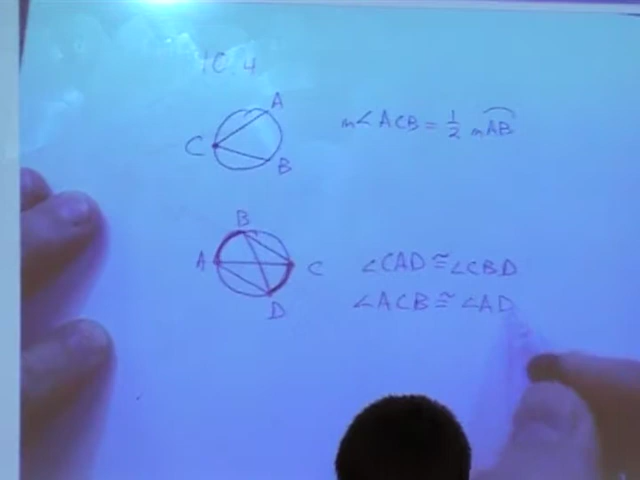 10.4
A
C
B
m∠ACB = 1/2 mAB
B
A
C
D
∠CAD ≅ ∠CBD
∠ACB ≅ ∠AD